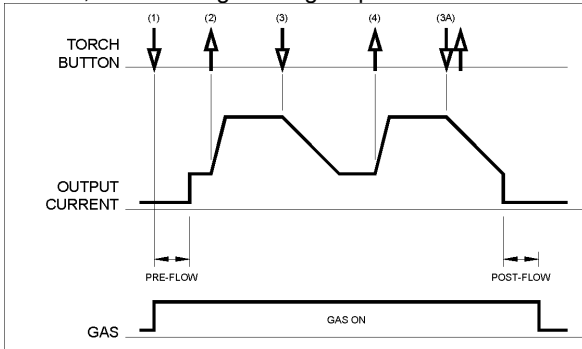 (1) (2) (3) (4) (3A)
TORCH
BUTTON
OUTPUT
CURRENT
PRE-FLOW POST-FLOW
GAS ON
GAS